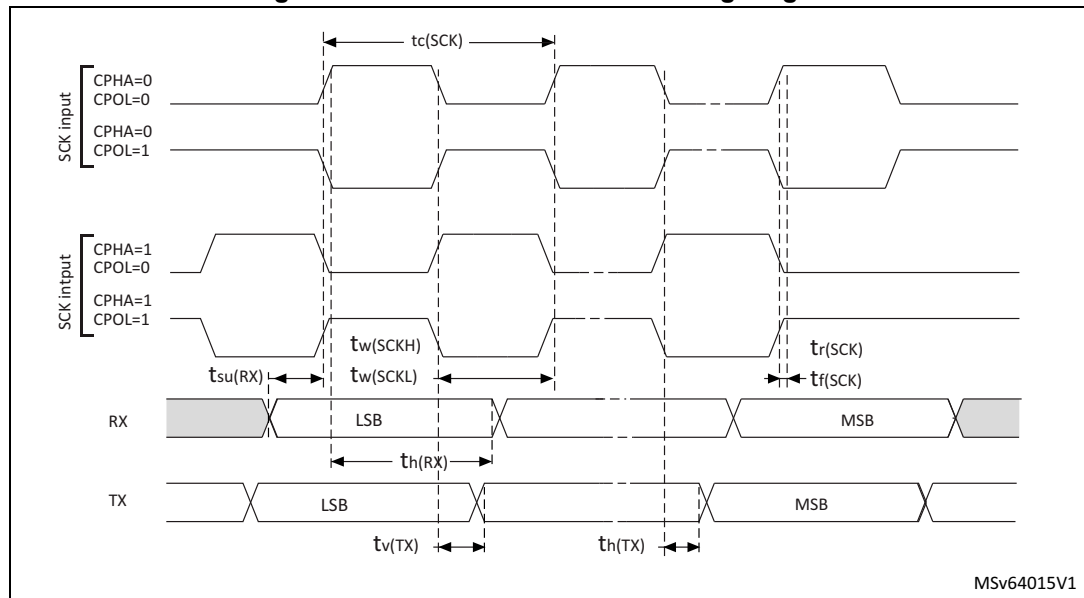 tc(SCK)
SCK input
CPHA=0
CPOL=0
CPHA=0
CPOL=1
SCK intput
CPHA=1
CPOL=0
CPHA=1
CPOL=1
tw(SCKH)
tw(SCKL)
tr(SCK)
tf(SCK)
tsu(RX)
RX
LSB
MSB
th(RX)
TX
LSB
MSB
tv(TX)
th(TX)
MSv64015V1